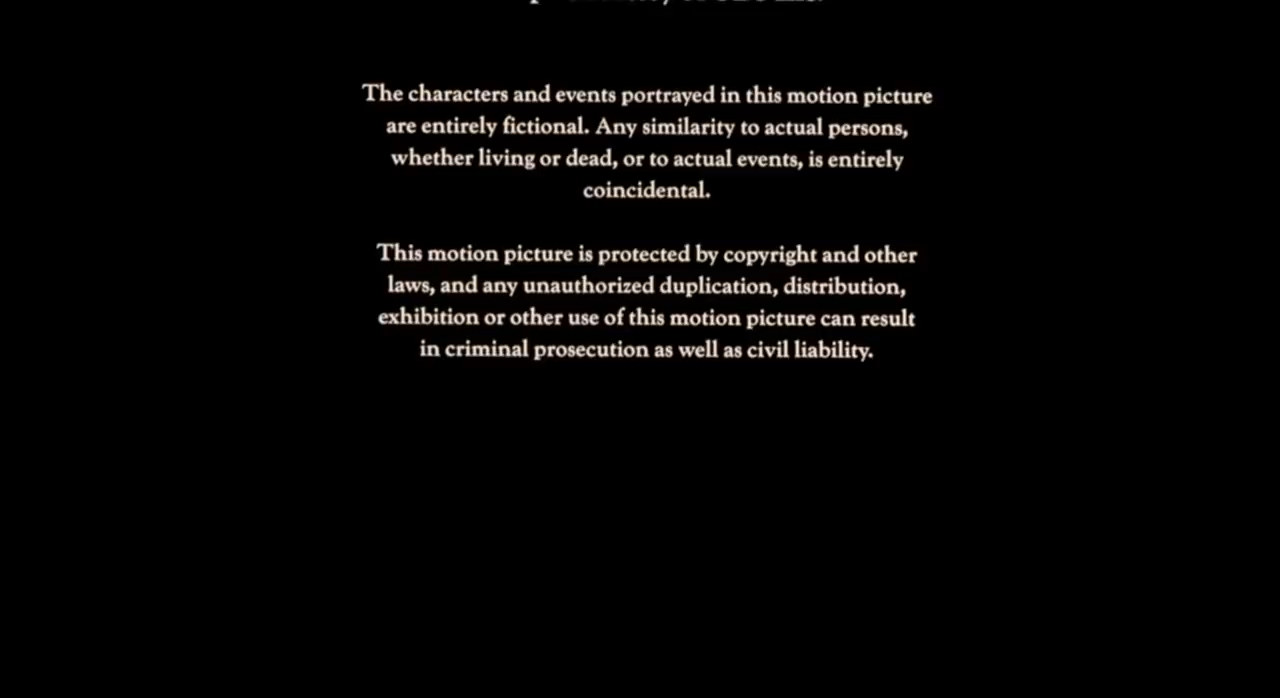 The characters and events portrayed in this motion picture
are entirely fictional. Any similarity to actual persons,
whether living or dead, or to actual events, is entirely
coincidental.
This motion picture is protected by copyright and other
laws, and any unauthorized duplication, distribution,
exhibition or other use of this motion picture can result
in criminal prosecution as well as civil liability.